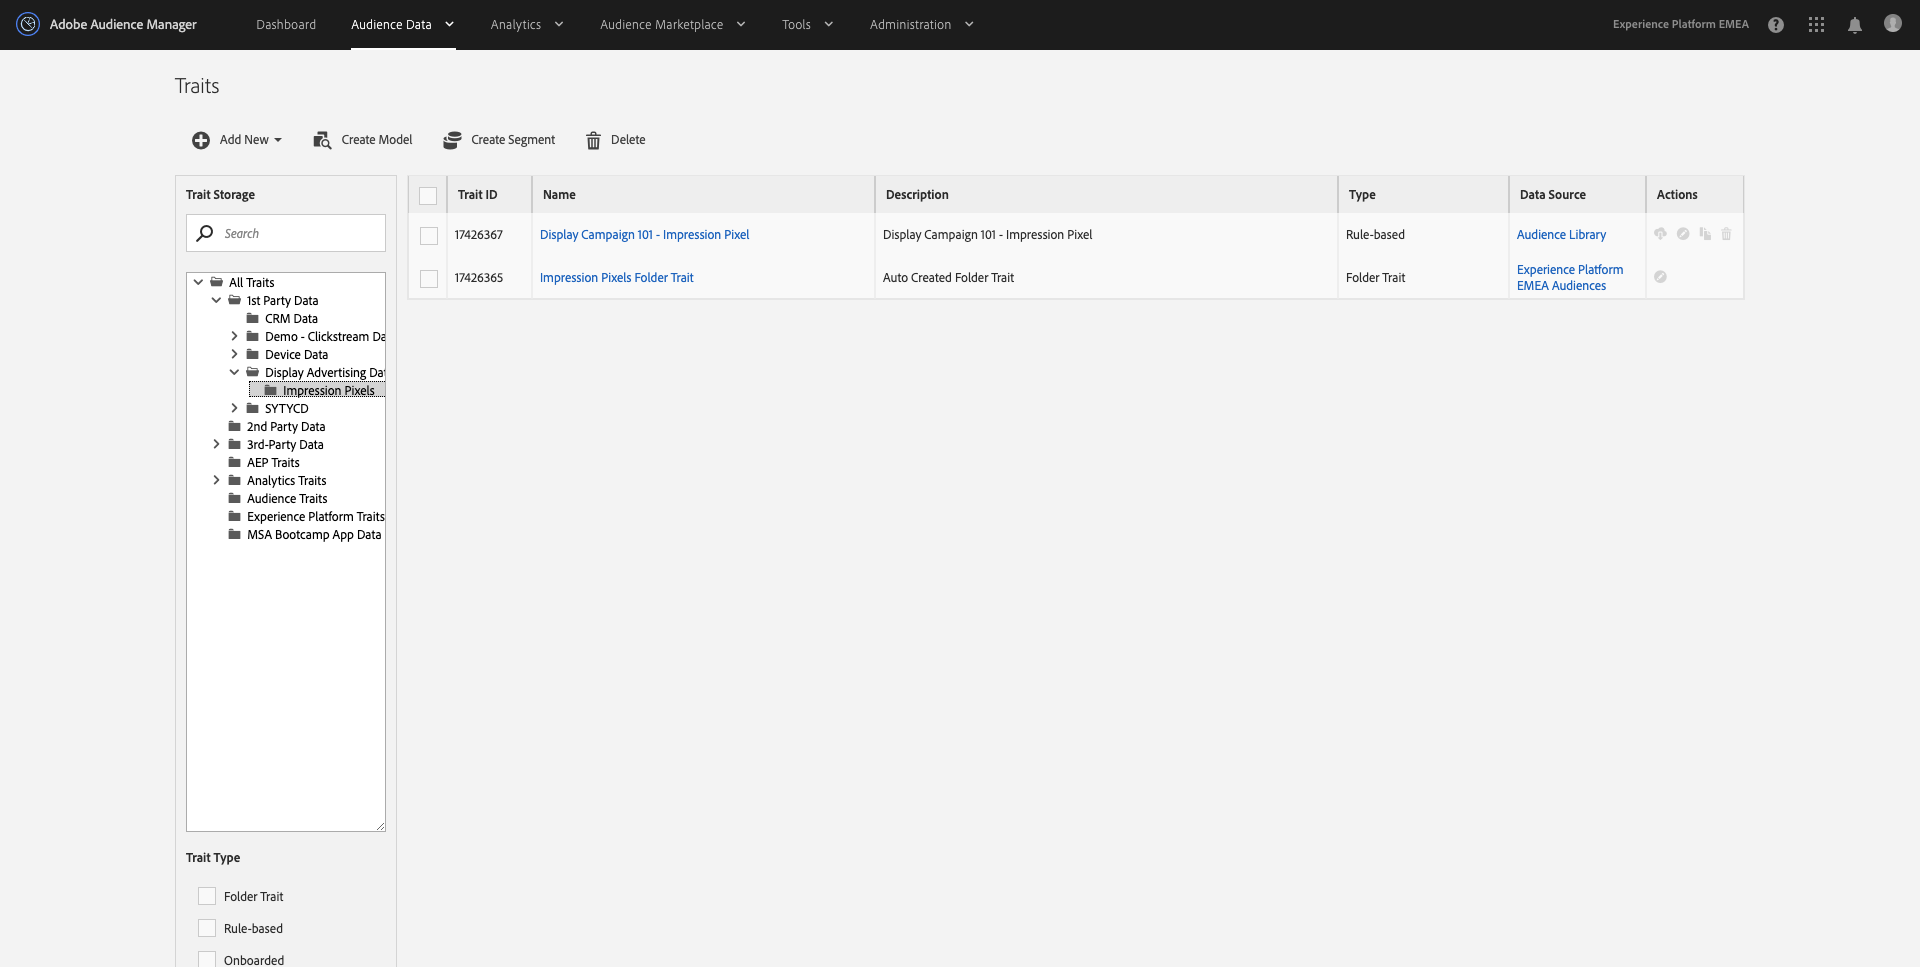 Adobe Audience Manager
Dashboard
Audience Data
Analytics
Audience Marketplace
Tools
Administration
Experience Platform EMEA
Traits
Add New
Create Model
Create Segment
Delete
Trait Storage
Search
All Traits
1st Party Data
CRM Data
Demo - Clickstream Da
Device Data
Display Advertising Dat
Impression Pixels
SYTYCD
2nd Party Data
3rd-Party Data
AEP Traits
Analytics Traits
Audience Traits
Experience Platform Traits
MSA Bootcamp App Data
Trait Type
Folder Trait
Rule-based
Onboarded
Trait ID Name Description Type Data Source Actions
17426367 Display Campaign 101 - Impression Pixel Display Campaign 101 - Impression Pixel Rule-based Audience Library
17426365 Impression Pixels Folder Trait Auto Created Folder Trait Folder Trait Experience Platform
EMEA Audiences